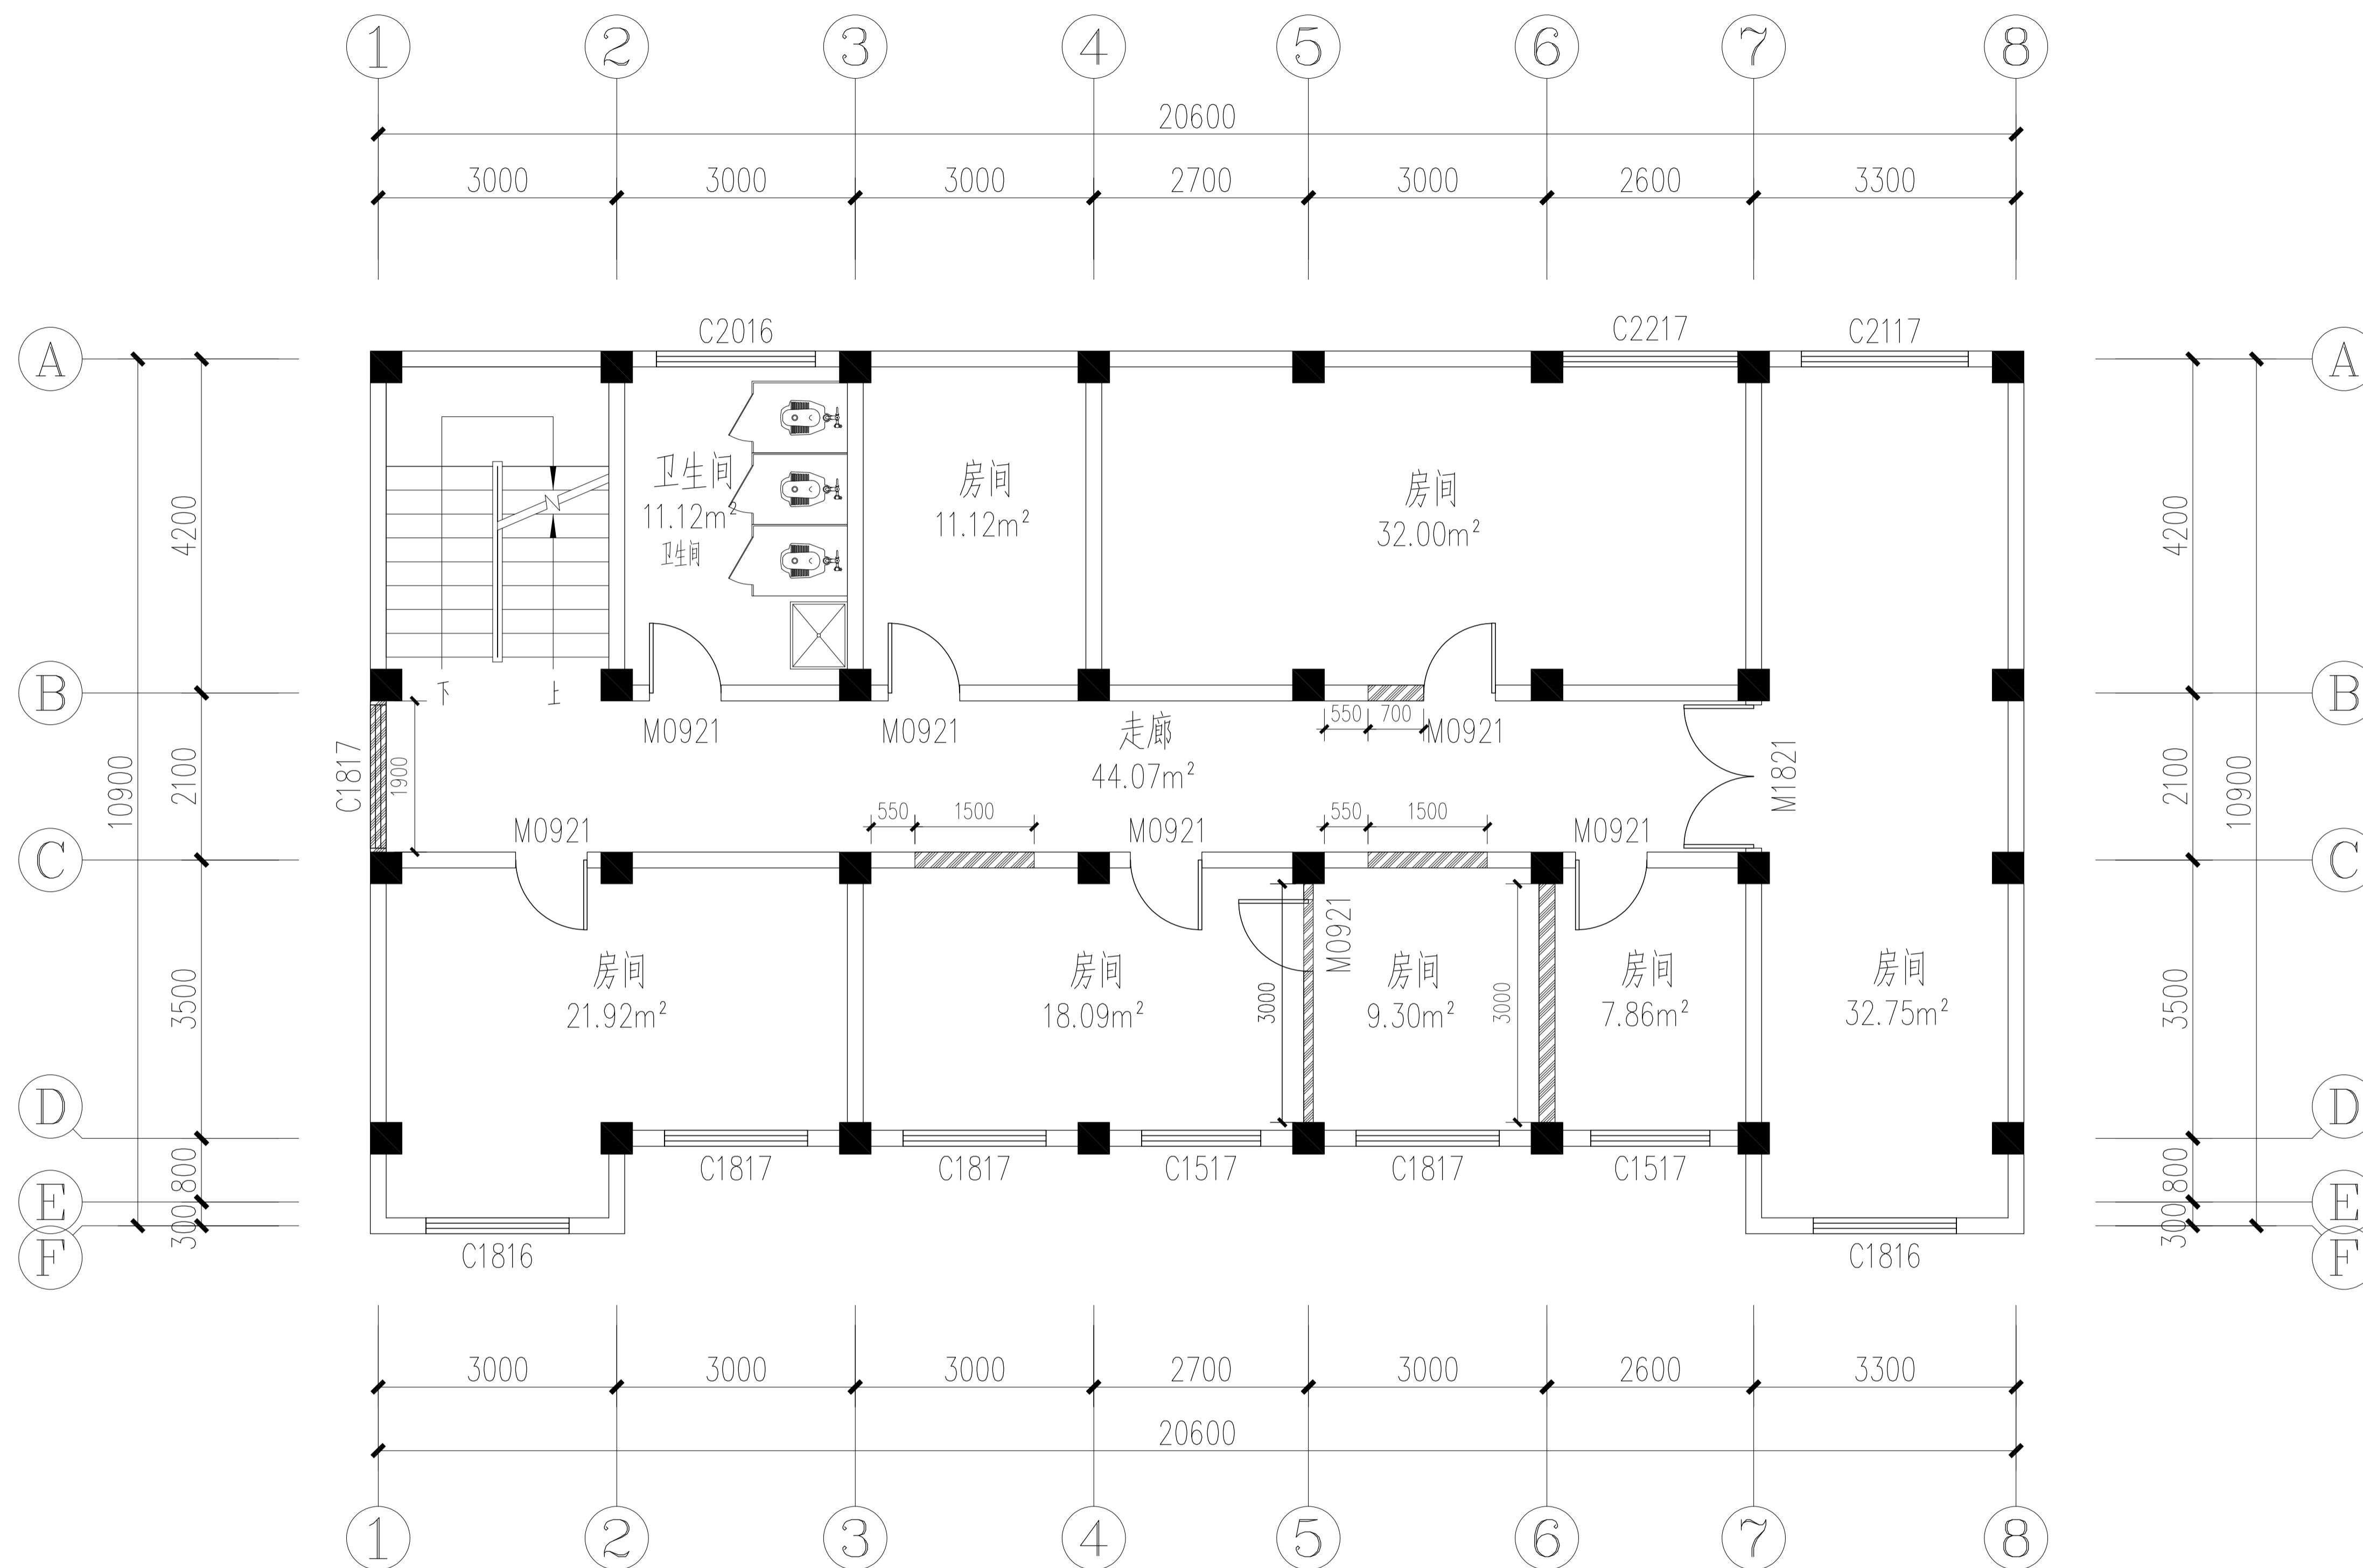 1 2 3 4 5 6 7 8
20600
3000 3000 3000 2700 3000 2600 3300
C2016 C2217 C2117
A A
卫生间
11.12m²
卫生间
房间
11.12m²
房间
32.00m²
4200 4200
B B
下 上
M0921 M0921 550 700 M0921
走廊
44.07m²
C1817 1900 M1821
10900 2100 2100 10900
550 1500 550 1500
M0921 M0921 M0921
C C
M0921
房间
21.92m²
房间
18.09m²
房间
9.30m²
房间
7.86m²
房间
32.75m²
3000 3000
3500 3500
D D
C1817 C1817 C1517 C1817 C1517
800 800
E E
300 300
F F
C1816 C1816
3000 3000 3000 2700 3000 2600 3300
20600
1 2 3 4 5 6 7 8